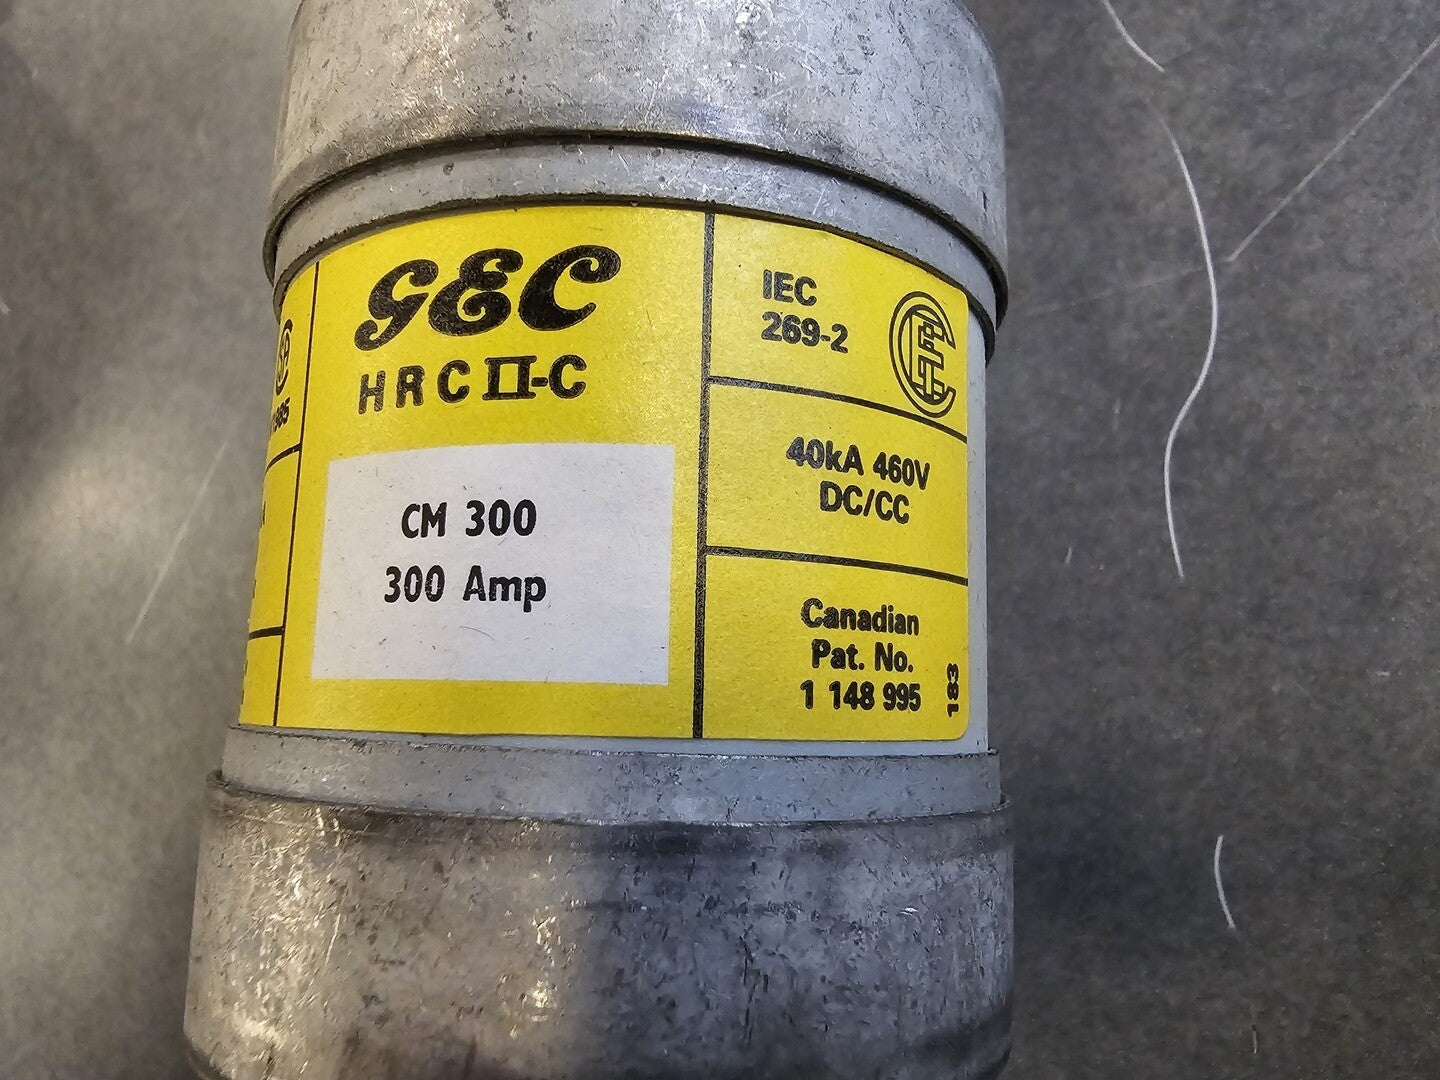 GEC
HRC II-C
CM 300
300 Amp
IEC
269-2
40kA 460V
DC/CC
Canadian
Pat. No.
1 148 995
183